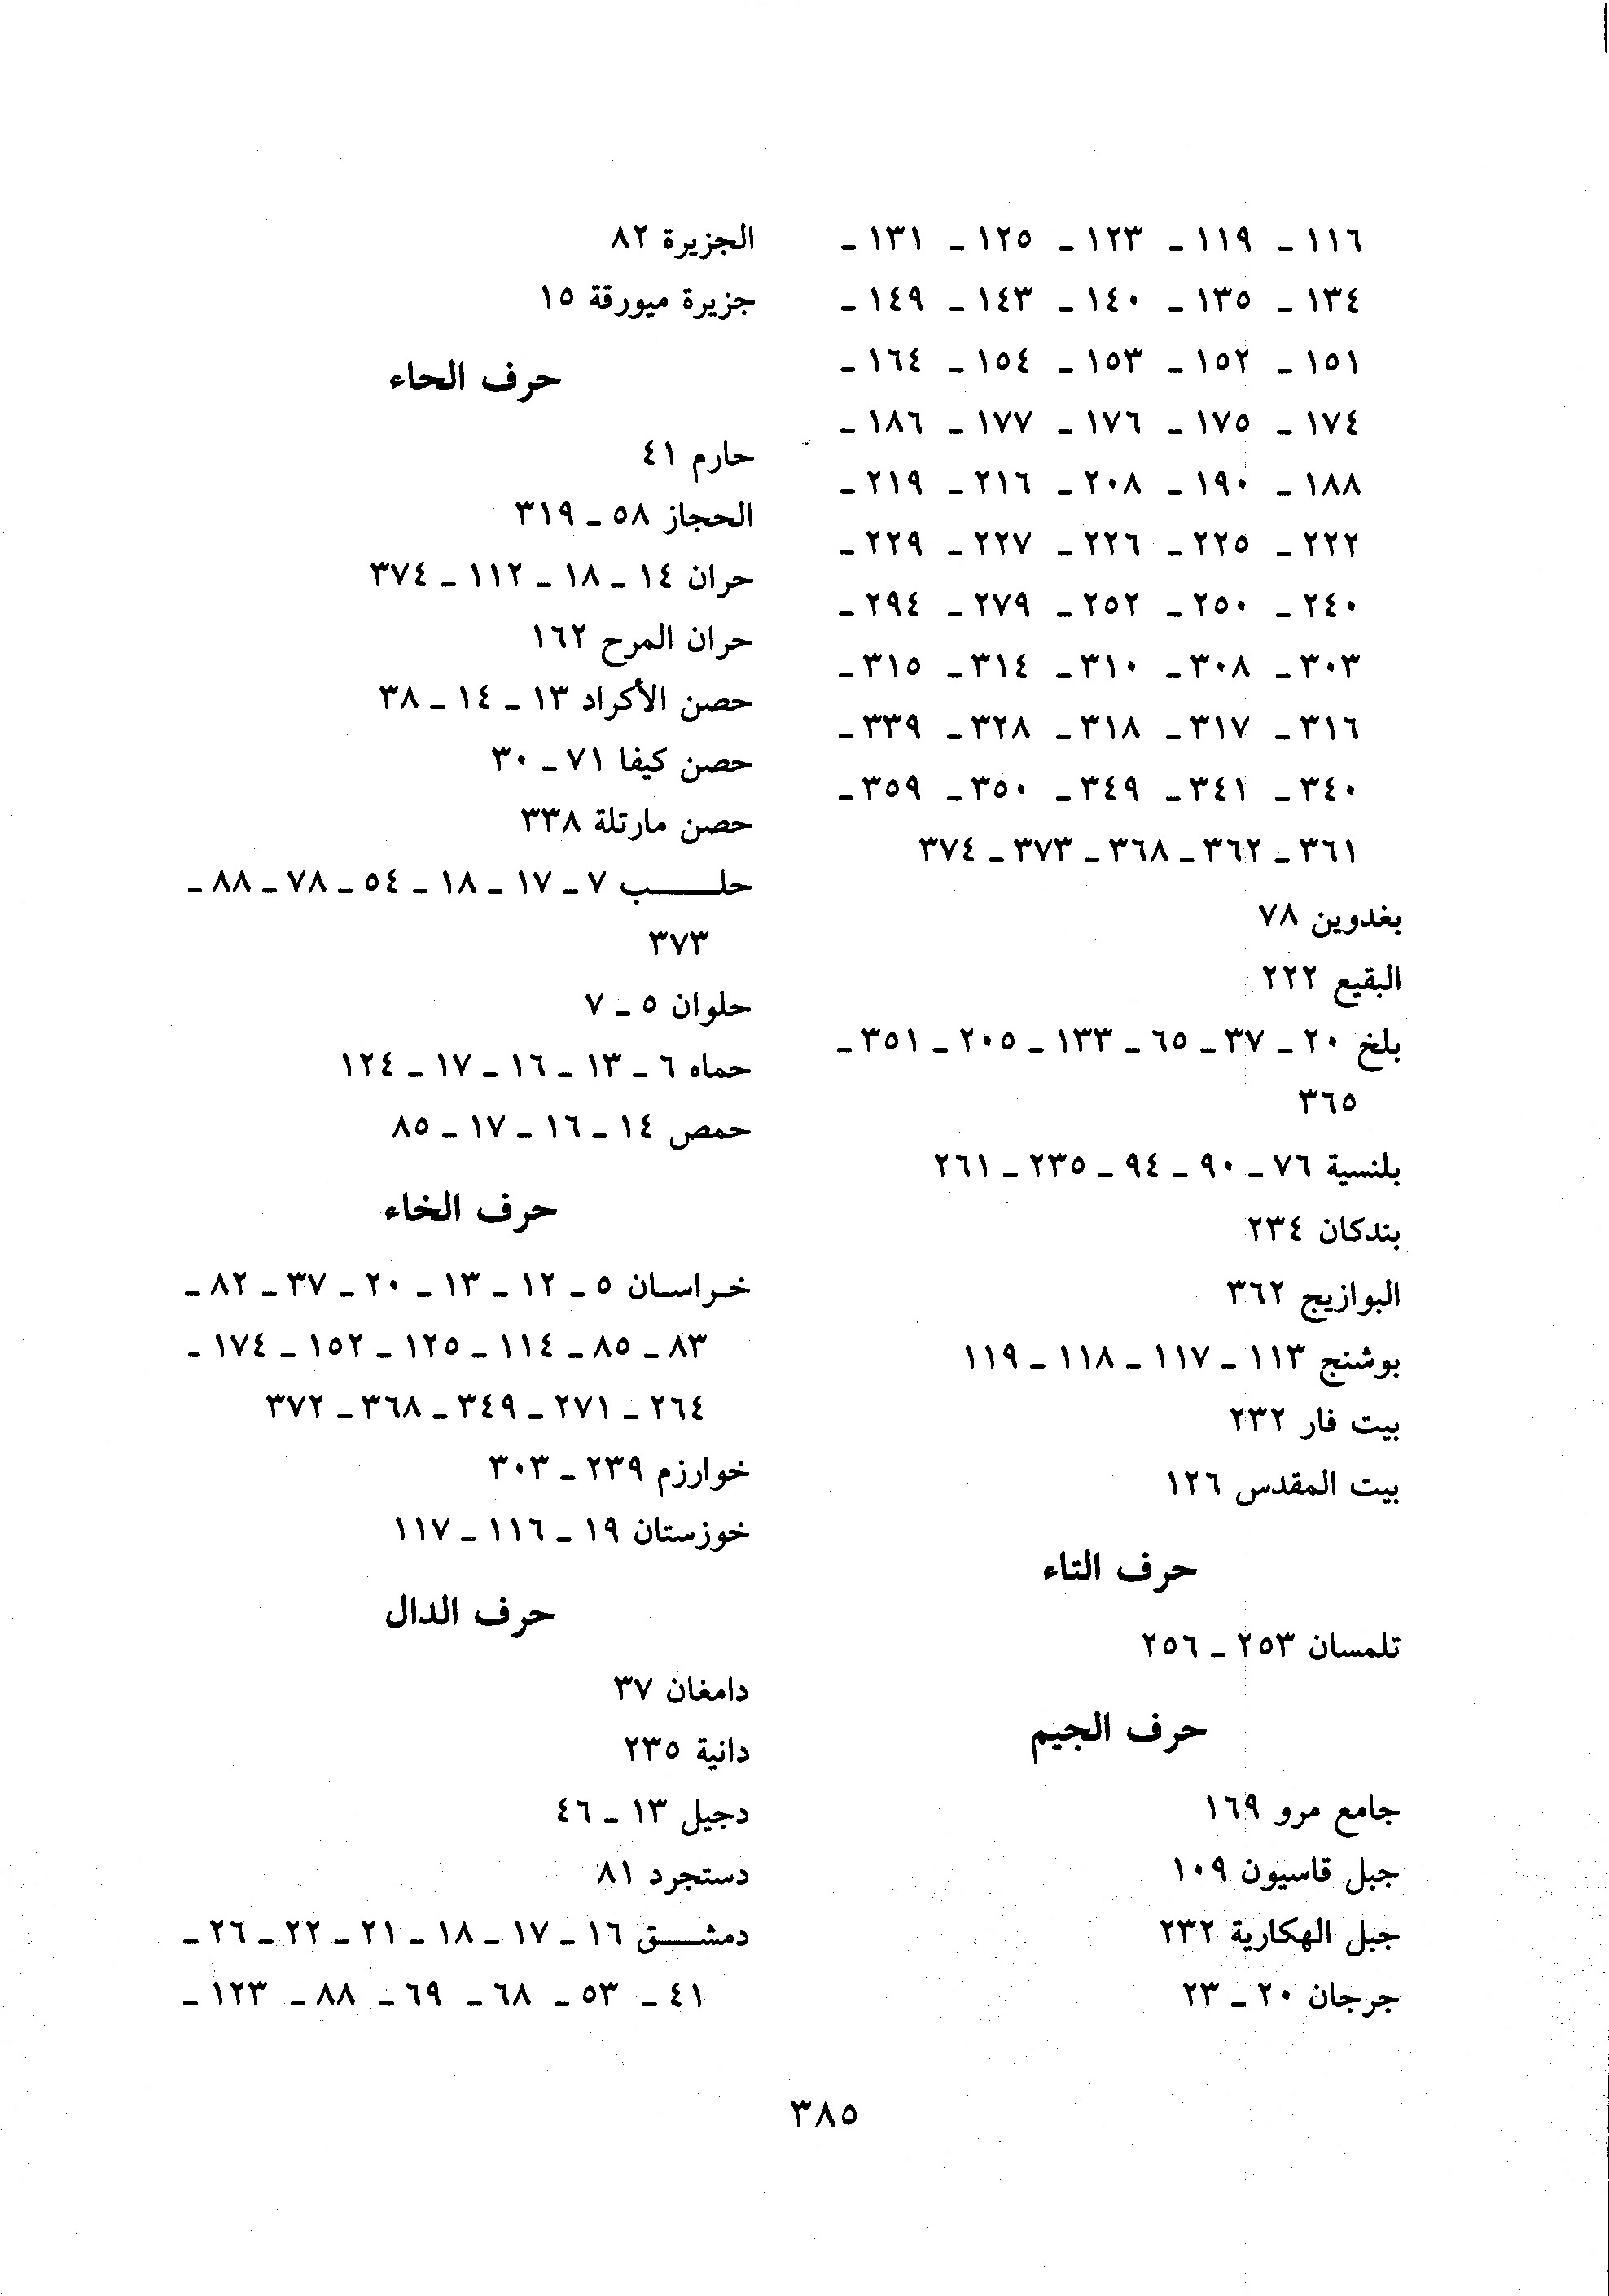 ١١٦ ـ ١١٩ ـ ١٢٣ ـ ١٢٥ ـ ١٣١ ـ
١٣٤ ـ ١٣٥ ـ ١٤٠ ـ ١٤٣ ـ ١٤٩ ـ
١٥١ ـ ١٥٢ ـ ١٥٣ ـ ١٥٤ ـ ١٦٤ ـ
١٧٤ ـ ١٧٥ ـ ١٧٦ ـ ١٧٧ ـ ١٨٦ ـ
١٨٨ ـ ١٩٠ ـ ٢٠٨ ـ ٢١٦ ـ ٢١٩ ـ
٢٢٢ ـ ٢٢٥ ـ ٢٢٦ ـ ٢٢٧ ـ ٢٢٩ ـ
٢٤٠ ـ ٢٥٠ ـ ٢٥٢ ـ ٢٧٩ ـ ٢٩٤ ـ
٣٠٣ ـ ٣٠٨ ـ ٣١٠ ـ ٣١٤ ـ ٣١٥ ـ
٣١٦ ـ ٣١٧ ـ ٣١٨ ـ ٣٢٨ ـ ٣٣٩ ـ
٣٤٠ ـ ٣٤١ ـ ٣٤٩ ـ ٣٥٠ ـ ٣٥٩ ـ
٣٦١ ـ ٣٦٢ ـ ٣٦٨ ـ ٣٧٣ ـ ٣٧٤
بغدوين ٧٨
البقيع ٢٢٢
بلخ ٢٠ ـ ٣٧ ـ ٦٥ ـ ١٣٣ ـ ٢٠٥ ـ ٣٥١ ـ
٣٦٥
بلنسية ٧٦ ـ ٩٠ ـ ٩٤ ـ ٢٣٥ ـ ٢٦١
بندكان ٢٣٤
البوازيج ٣٦٢
بوشنج ١١٣ ـ ١١٧ ـ ١١٨ ـ ١١٩
بيت فار ٢٣٢
بيت المقدس ١٢٦
حرف التاء
تلمسان ٢٥٣ ـ ٢٥٦
حرف الجيم
جامع مرو ١٦٩
جبل قاسيون ١٠٩
جبل الهكارية ٢٣٢
جرجان ٢٠ ـ ٢٣
الجزيرة ٨٢
جزيرة ميورقة ١٥
حرف الحاء
حارم ٤١
الحجاز ٥٨ ـ ٣١٩
حران ١٤ ـ ١٨ ـ ١١٢ ـ ٣٧٤
حران المرح ١٦٢
حصن الأكراد ١٣ ـ ١٤ ـ ٣٨
حصن كيفا ٧١ ـ ٣٠
حصن مارتلة ٣٣٨
حلـــــب ٧ ـ ١٧ ـ ١٨ ـ ٥٤ ـ ٧٨ ـ ٨٨ ـ
٣٧٣
حلوان ٥ ـ ٧
حماه ٦ ـ ١٣ ـ ١٦ ـ ١٧ ـ ١٢٤
حمص ١٤ ـ ١٦ ـ ١٧ ـ ٨٥
حرف الخاء
خـراسـان ٥ ـ ١٢ ـ ١٣ ـ ٢٠ ـ ٣٧ ـ ٨٢ ـ
٨٣ ـ ٨٥ ـ ١١٤ ـ ١٢٥ ـ ١٥٢ ـ ١٧٤ ـ
٢٦٤ ـ ٢٧١ ـ ٣٤٩ ـ ٣٦٨ ـ ٣٧٢
خوارزم ٢٣٩ ـ ٣٠٣
خوزستان ١٩ ـ ١١٦ ـ ١١٧
حرف الدال
دامغان ٣٧
دانية ٢٣٥
دجيل ١٣ ـ ٤٦
دستجرد ٨١
دمشـــق ١٦ ـ ١٧ ـ ١٨ ـ ٢١ ـ ٢٢ ـ ٢٦ ـ
٤١ ـ ٥٣ ـ ٦٨ ـ ٦٩ ـ ٨٨ ـ ١٢٣ ـ
٣٨٥